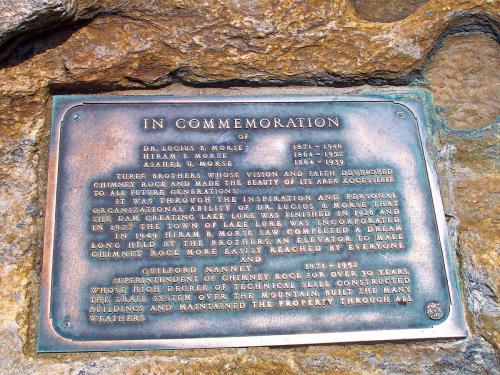 IN COMMEMORATION
OF
DR. LUCIUS B. MORSE 1871 - 1946
HIRAM B. MORSE 1864 - 1952
ASAHEL U. MORSE 1864 - 1939
THREE BROTHERS WHOSE VISION AND FAITH DEVELOPED
CHIMNEY ROCK AND MADE THE BEAUTY OF ITS AREA ACCESSIBLE
TO ALL FUTURE GENERATIONS.
IT WAS THROUGH THE INSPIRATION AND PERSONAL
ORGANIZATIONAL ABILITY OF DR. LUCIUS B. MORSE THAT
THE DAM CREATING LAKE LURE WAS FINISHED IN 1926 AND
IN 1927 THE TOWN OF LAKE LURE WAS INCORPORATED.
IN 1949 HIRAM B. MORSE SAW COMPLETED A DREAM
LONG HELD BY THE BROTHERS, AN ELEVATOR TO MAKE
CHIMNEY ROCK MORE EASILY REACHED BY EVERYONE
AND
GUILFORD NANNEY 1871 - 1952
SUPERINTENDENT OF CHIMNEY ROCK FOR OVER 30 YEARS,
WHOSE HIGH DEGREE OF TECHNICAL SKILL CONSTRUCTED
THE TRAIL SYSTEM OVER THE MOUNTAIN, BUILT THE MANY
BUILDINGS AND MAINTAINED THE PROPERTY THROUGH ALL
WEATHERS.